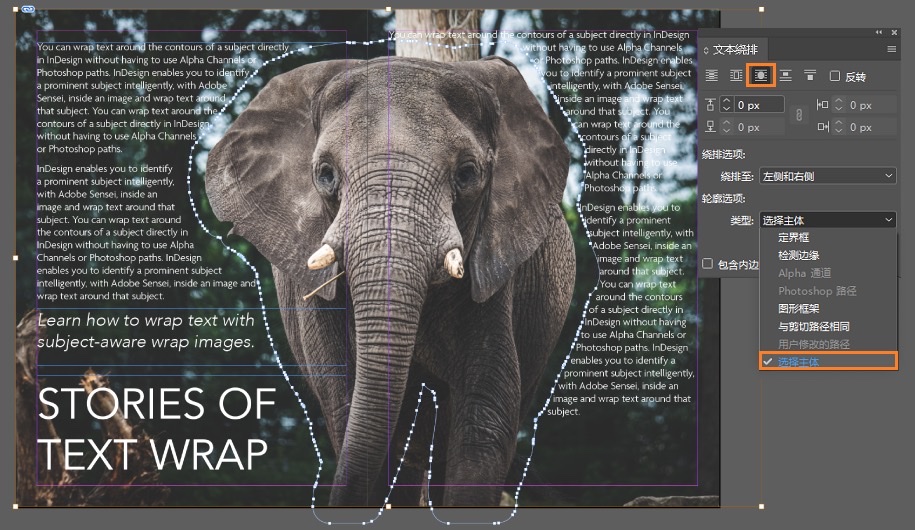 You can wrap text around the contours of a subject directly
in InDesign without having to use Alpha Channels or
Photoshop paths. InDesign enables you to identify
a prominent subject intelligently, with Adobe
Sensei, inside an image and wrap text around
that subject. You can wrap text around the
contours of a subject directly in InDesign
without having to use Alpha Channels
or Photoshop paths.
InDesign enables you to identify
a prominent subject intelligently,
with Adobe Sensei, inside an
image and wrap text around that
subject. You can wrap text around
the contours of a subject directly in
InDesign without having to use Alpha
Channels or Photoshop paths. InDesign
enables you to identify a prominent subject
intelligently, with Adobe Sensei, inside an image and
wrap text around that subject.
Learn how to wrap text with
subject-aware wrap images.
STORIES OF
TEXT WRAP
You can wrap text around the contours of a subject directly in InDesign
without having to use Alpha Channels
or Photoshop paths. InDesign enables
you to identify a prominent subject
intelligently, with Adobe Sensei,
inside an image and wrap text
around that subject. You
can wrap text around the
contours of a subject
directly in InDesign
without having to use
Alpha Channels or
Photoshop paths.
InDesign enables you to
identify a prominent
subject intelligently, with
Adobe Sensei, inside an
image and wrap text
around that subject.
You can wrap text
around the contours
of a subject directly
in InDesign without
having to use Alpha
Channels or
Photoshop paths. InDesign
enables you to identify a
prominent subject intelligently,
with Adobe Sensei, inside an
image and wrap text around that
subject.
文本绕排
反转
0 px
0 px
0 px
0 px
绕排选项:
绕排至: 左侧和右侧
轮廓选项:
类型: 选择主体
定界框
检测边缘
Alpha 通道
Photoshop 路径
图形框架
与剪切路径相同
用户修改的路径
选择主体
包含内边